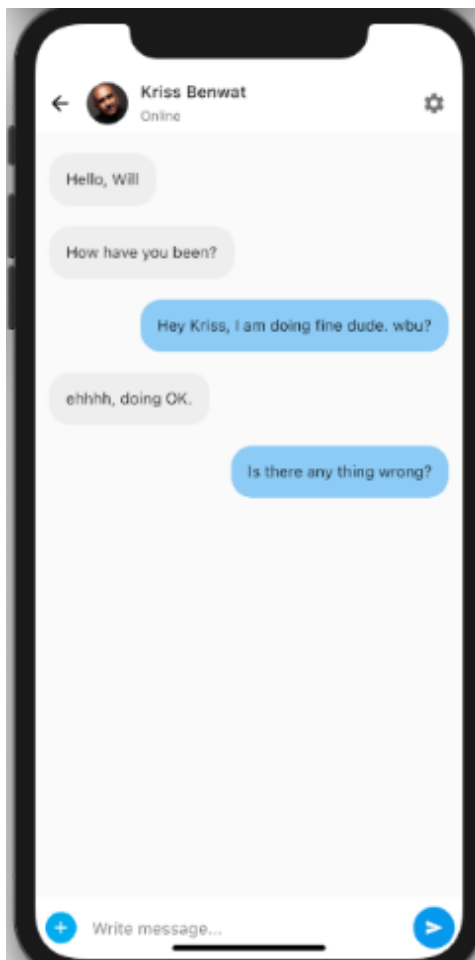 Kriss Benwat
Online
Hello, Will
How have you been?
Hey Kriss, I am doing fine dude. wbu?
ehhhh, doing OK.
Is there any thing wrong?
Write message...